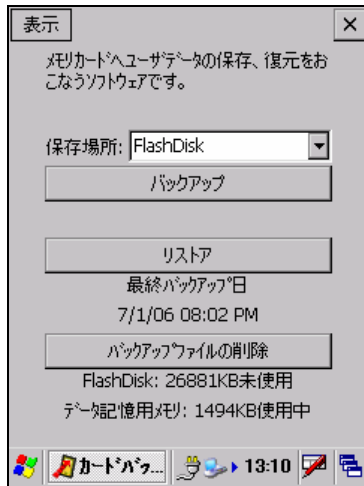 表示
ﾒﾓﾘｶｰﾄﾞへﾕｰｻﾞﾃﾞｰﾀの保存、復元をお
こなうｿﾌﾄｳｪｱです。
保存場所: FlashDisk
ﾊﾞｯｸｱｯﾌﾟ
ﾘｽﾄｱ
最終ﾊﾞｯｸｱｯﾌﾟ日
7/1/06 08:02 PM
ﾊﾞｯｸｱｯﾌﾟﾌｧｲﾙの削除
FlashDisk: 26881KB未使用
ﾃﾞｰﾀ記憶用ﾒﾓﾘ: 1494KB使用中
ｶｰﾄﾞﾊﾞｯ... 13:10